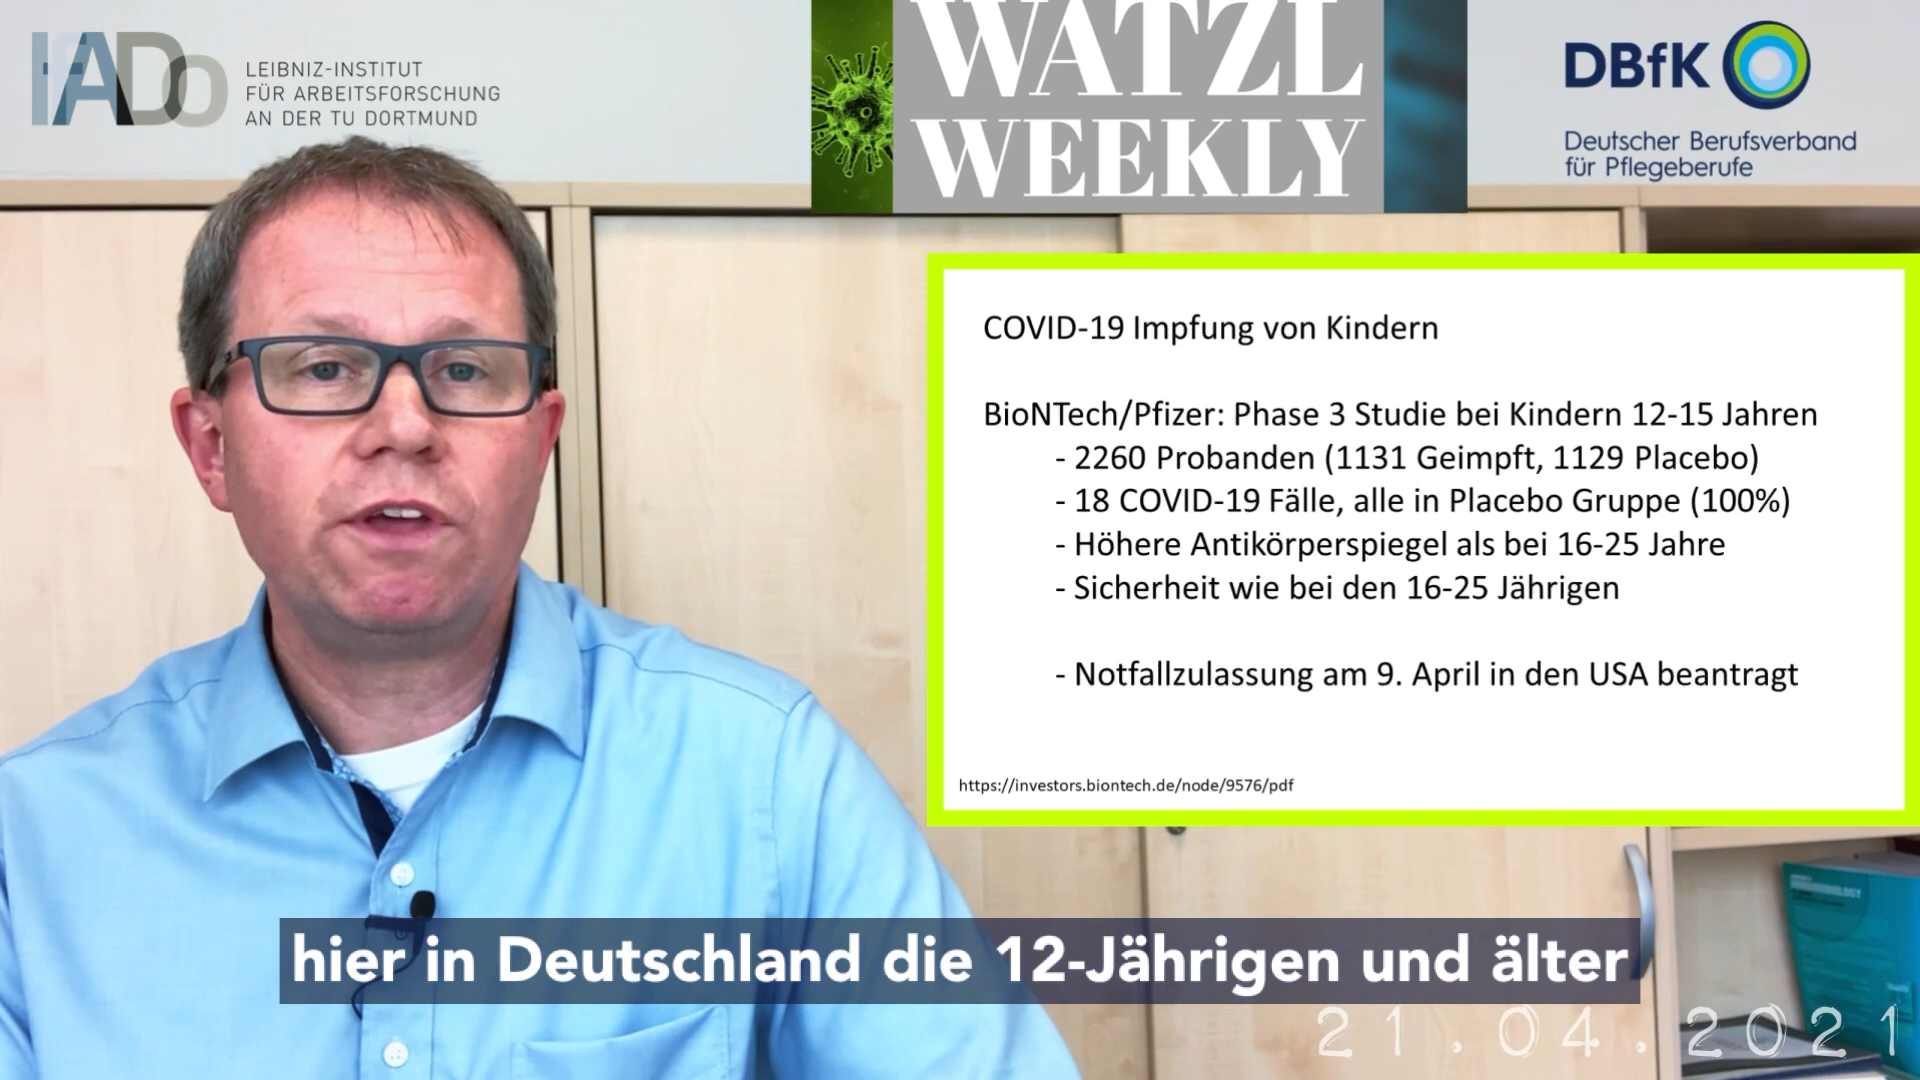 IfADo
LEIBNIZ-INSTITUT
FÜR ARBEITSFORSCHUNG
AN DER TU DORTMUND
WATZL
WEEKLY
DBfK
Deutscher Berufsverband
für Pflegeberufe
COVID-19 Impfung von Kindern
BioNTech/Pfizer: Phase 3 Studie bei Kindern 12-15 Jahren
- 2260 Probanden (1131 Geimpft, 1129 Placebo)
- 18 COVID-19 Fälle, alle in Placebo Gruppe (100%)
- Höhere Antikörperspiegel als bei 16-25 Jahre
- Sicherheit wie bei den 16-25 Jährigen
- Notfallzulassung am 9. April in den USA beantragt
https://investors.biontech.de/node/9576/pdf
hier in Deutschland die 12-Jährigen und älter
21.04.2021